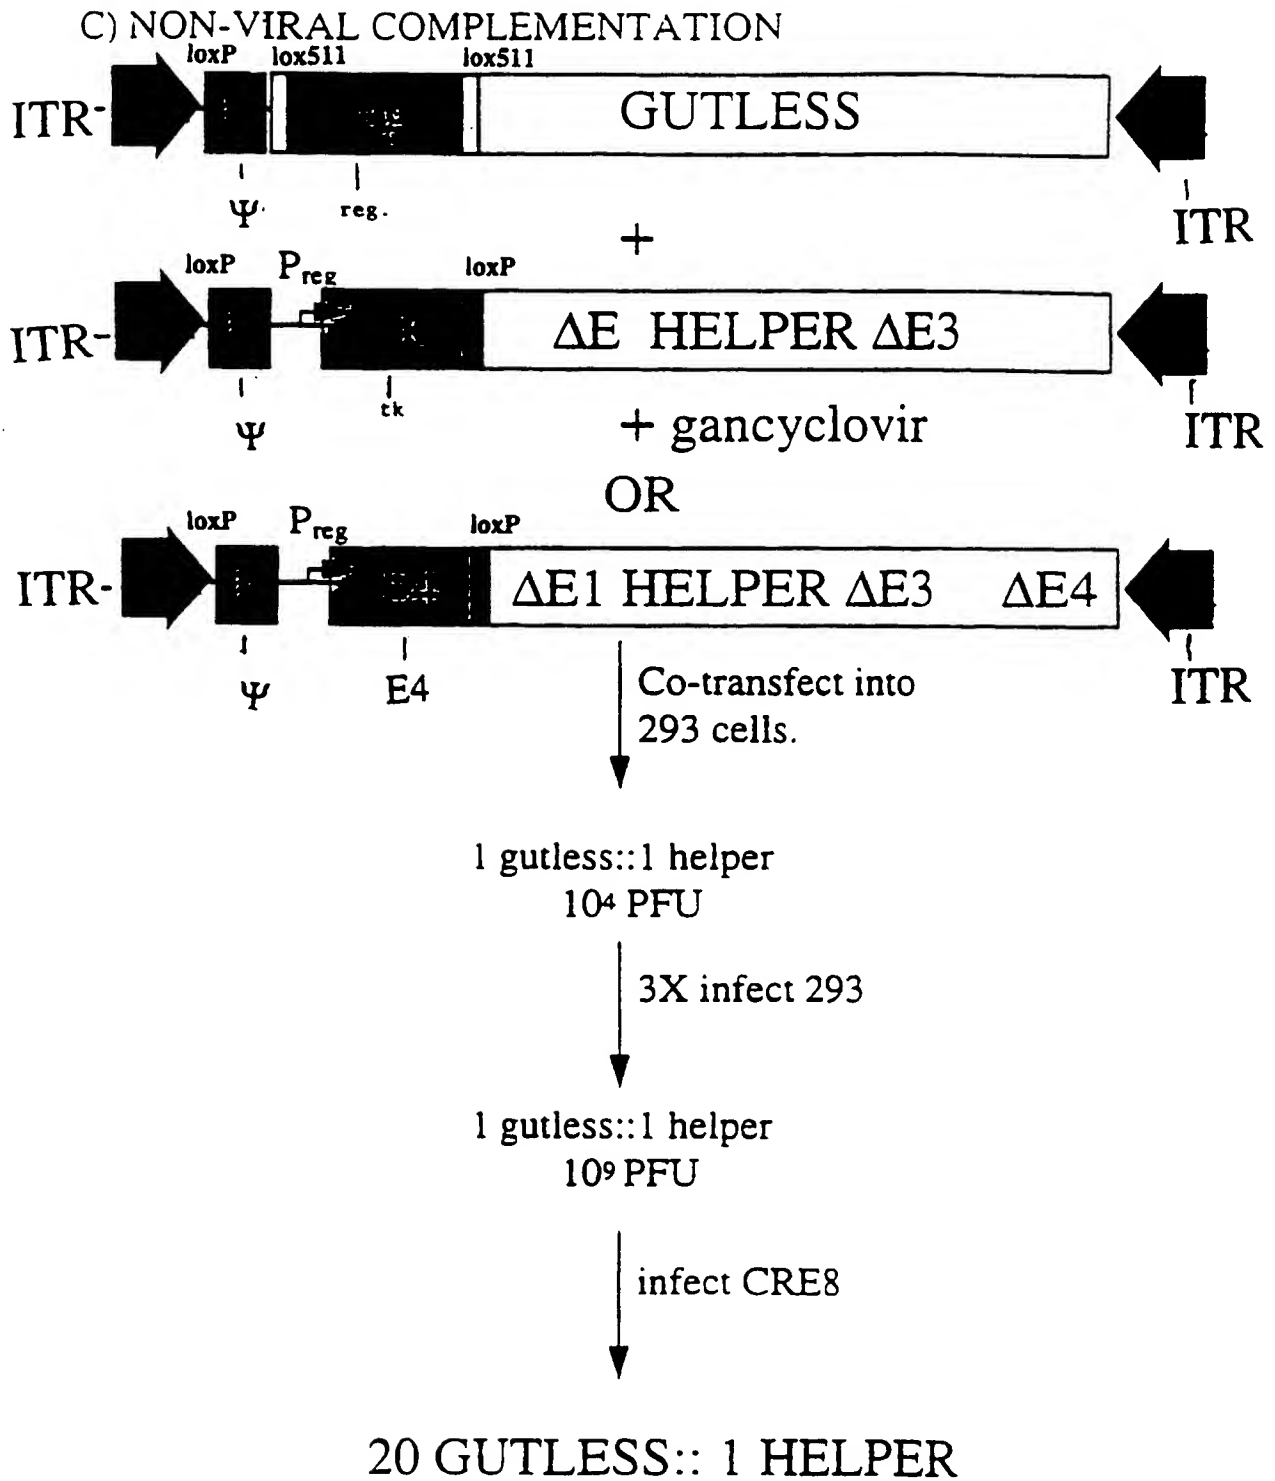 C) NON-VIRAL COMPLEMENTATION
loxP lox511 lox511
ITR- GUTLESS
Ψ reg. ITR
+
loxP Preg loxP
ITR- ΔE HELPER ΔE3
Ψ tk ITR
+ gancyclovir
OR
loxP Preg loxP
ITR- ΔE1 HELPER ΔE3 ΔE4
Ψ E4 ITR
Co-transfect into
293 cells.
1 gutless::1 helper
10⁴ PFU
3X infect 293
1 gutless::1 helper
10⁹ PFU
infect CRE8
20 GUTLESS:: 1 HELPER